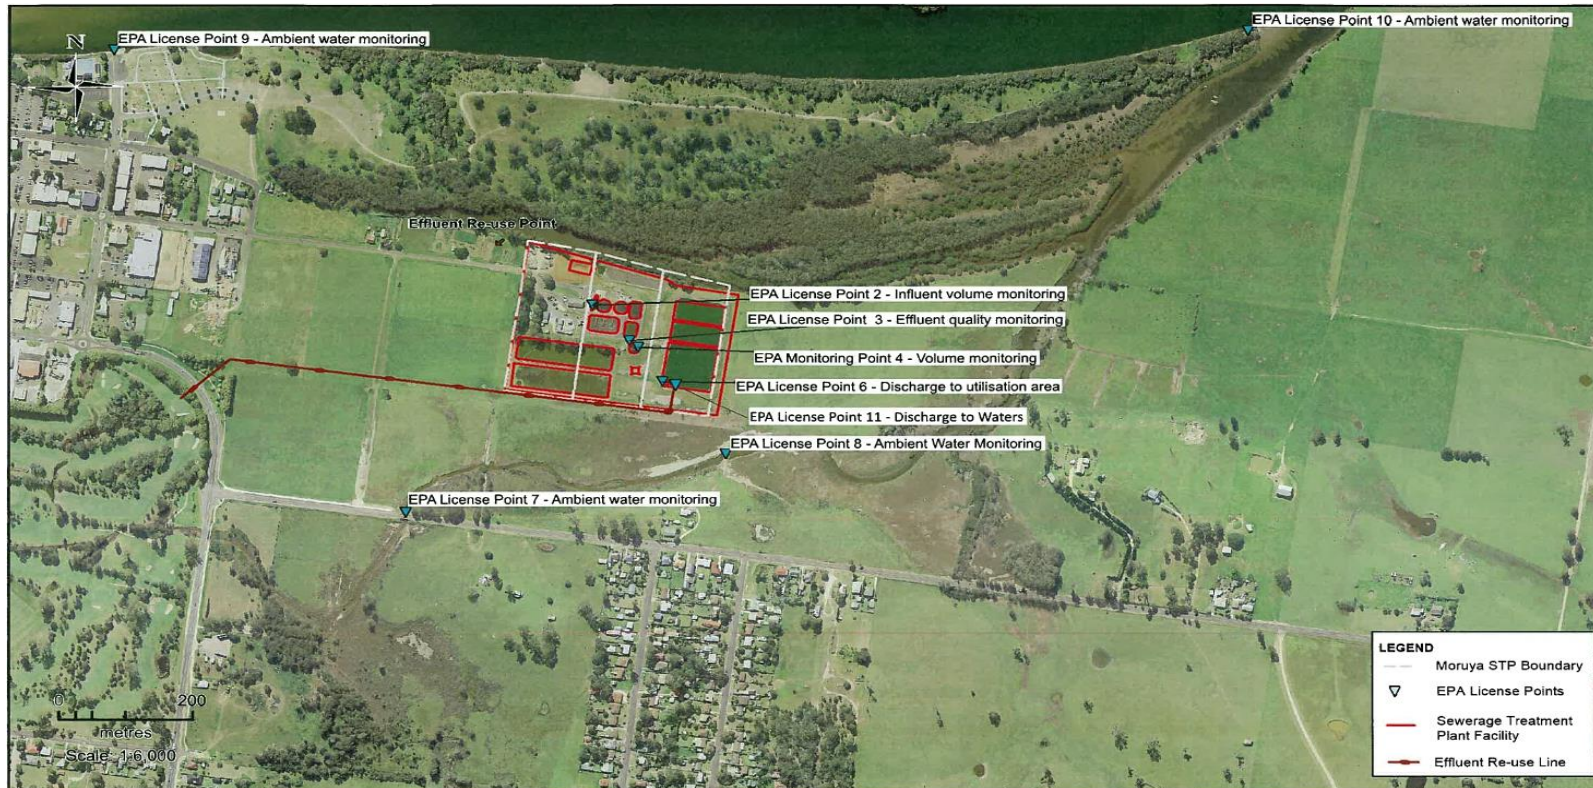 EPA License Point 10 - Ambient water monitoring
EPA License Point 9 - Ambient water monitoring
N
Effluent Re-use Point
EPA License Point 2 - Influent volume monitoring
EPA License Point 3 - Effluent quality monitoring
EPA Monitoring Point 4 - Volume monitoring
EPA License Point 6 - Discharge to utilisation area
EPA License Point 11 - Discharge to Waters
EPA License Point 8 - Ambient Water Monitoring
EPA License Point 7 - Ambient water monitoring
0 200
metres
Scale 1:6,000
LEGEND
Moruya STP Boundary
EPA License Points
Sewerage Treatment
Plant Facility
Effluent Re-use Line